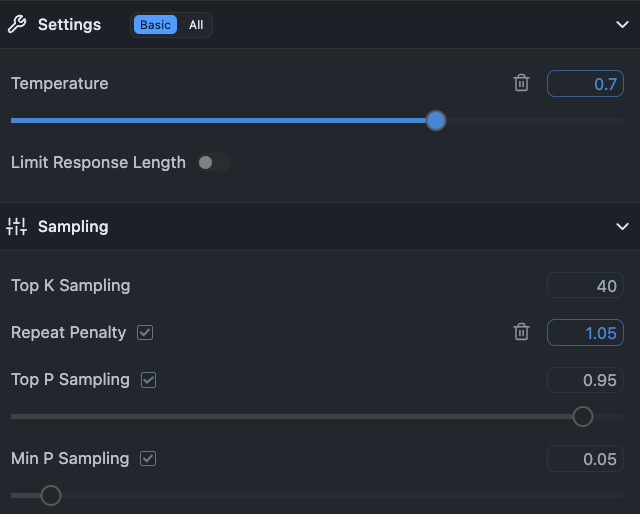 Settings Basic All
Temperature 0.7
Limit Response Length
Sampling
Top K Sampling 40
Repeat Penalty 1.05
Top P Sampling 0.95
Min P Sampling 0.05